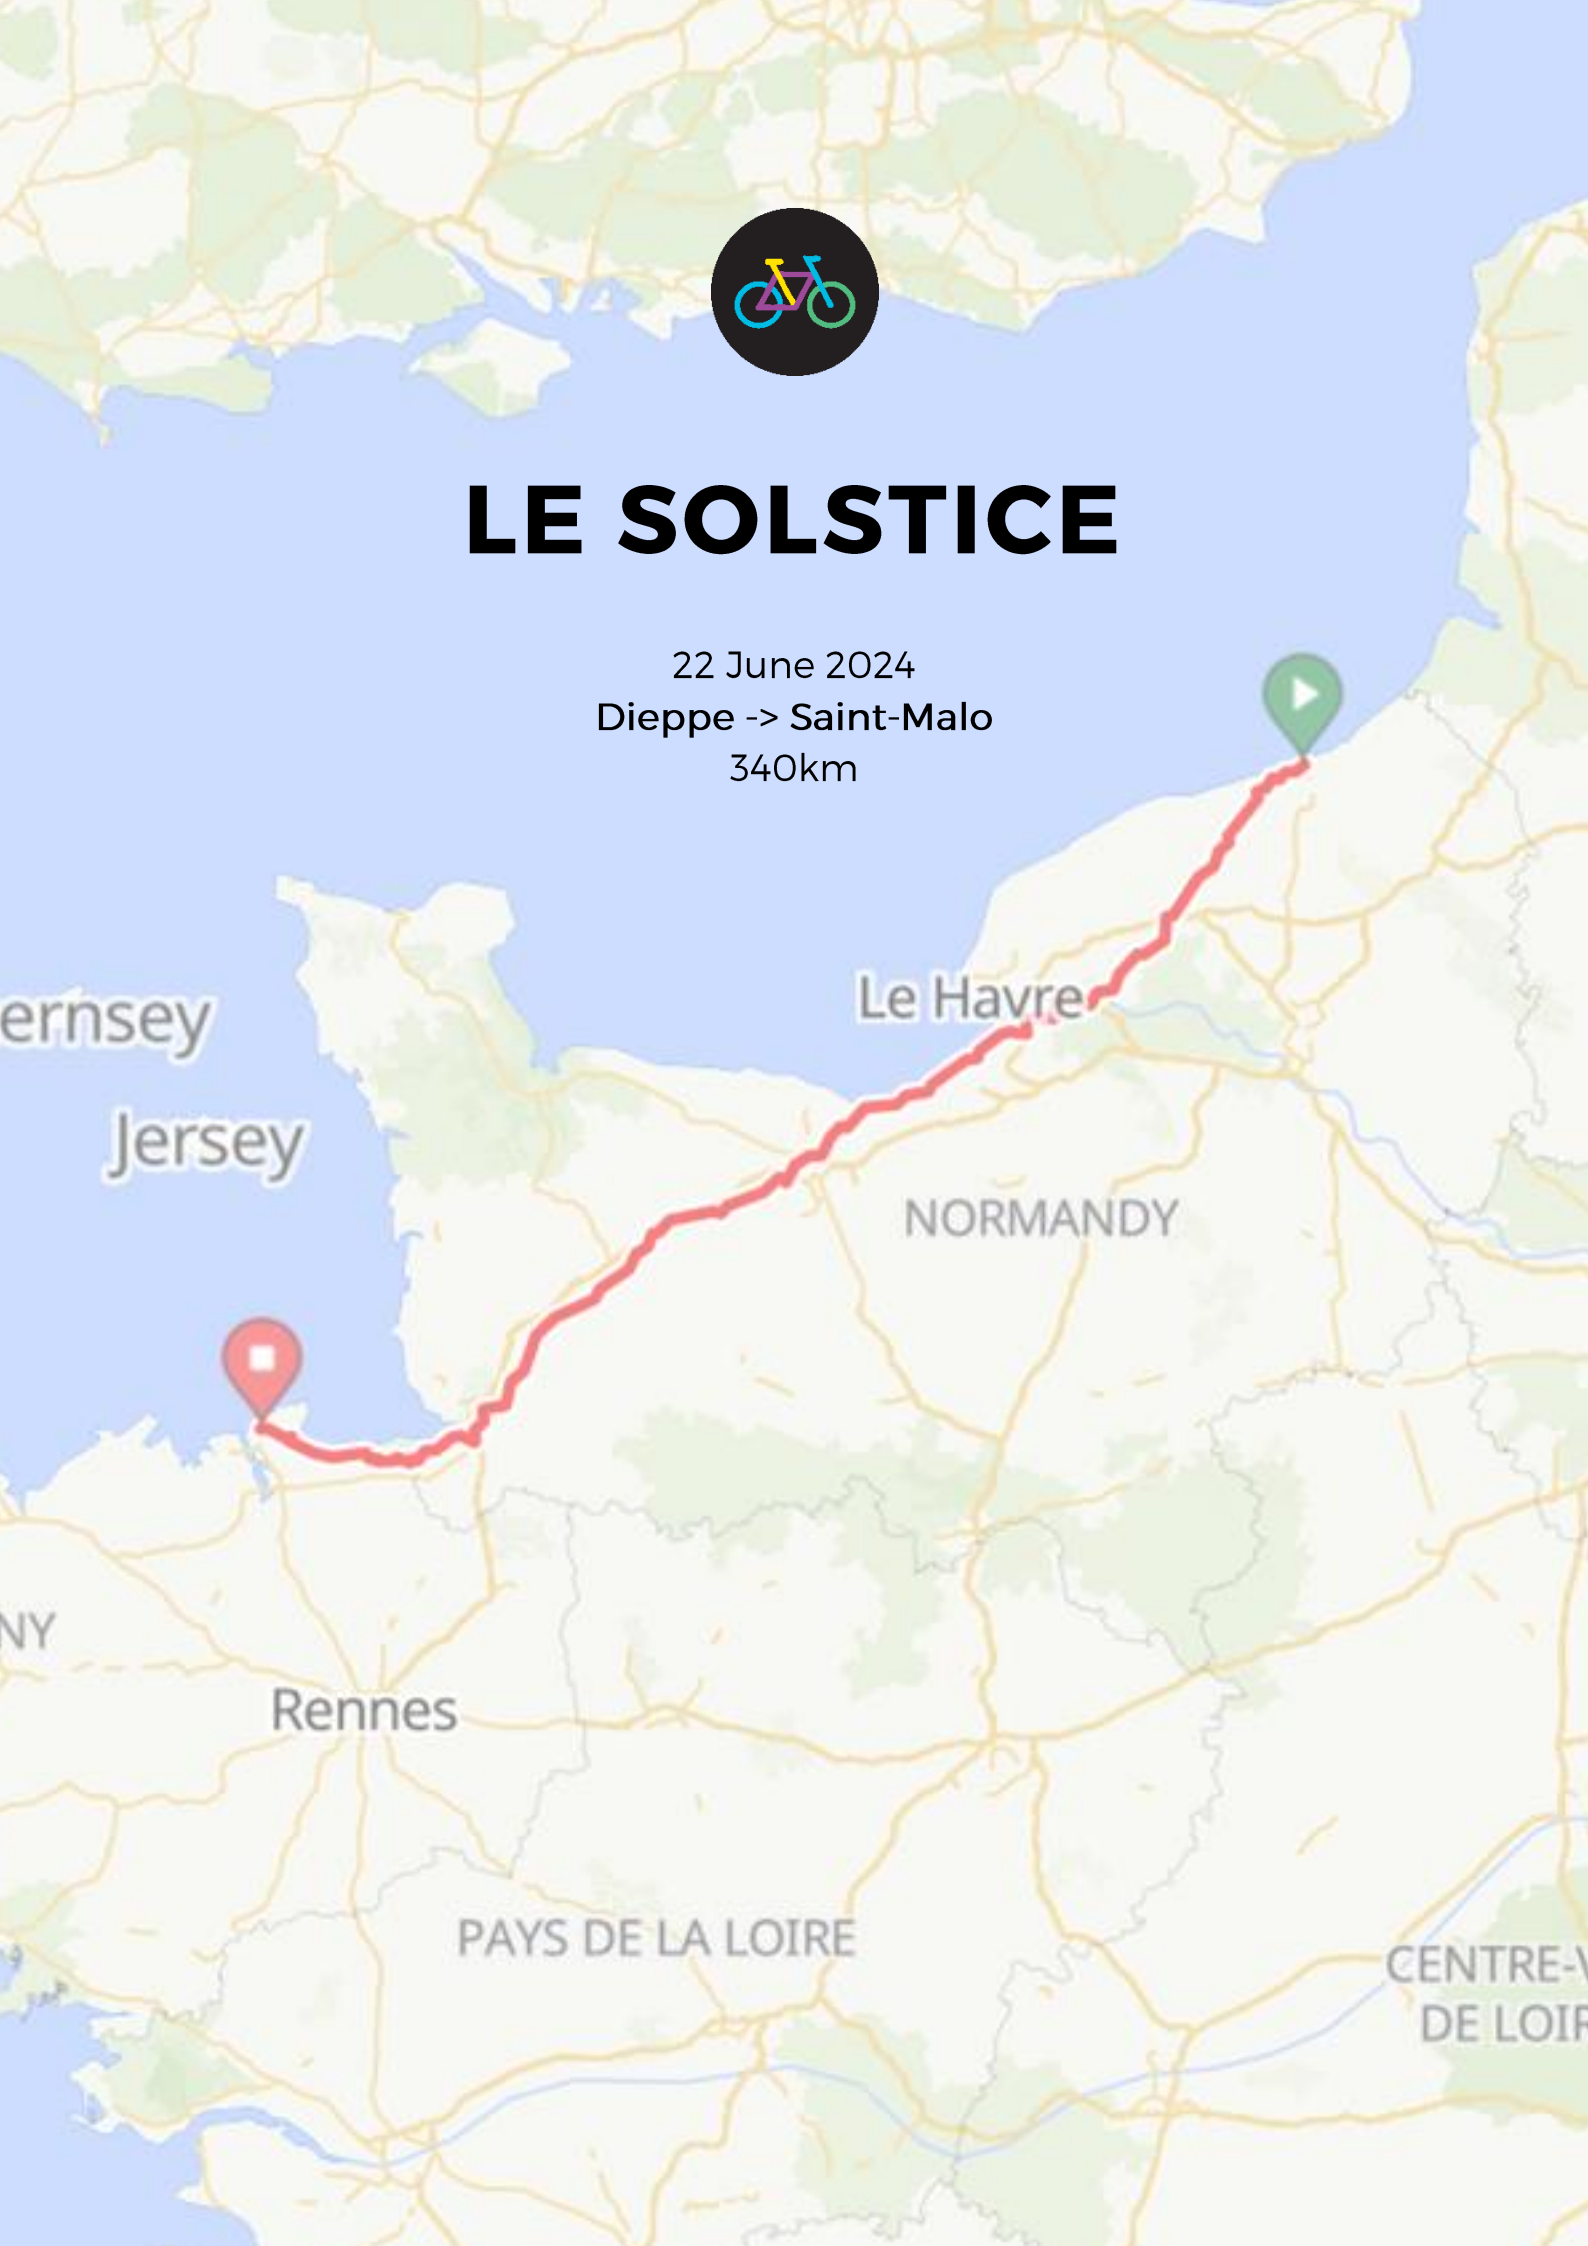 LE SOLSTICE
22 June 2024
Dieppe -> Saint-Malo
340km
Le Havre
ernsey
Jersey
NORMANDY
NY
Rennes
PAYS DE LA LOIRE
CENTRE-V
DE LOIR